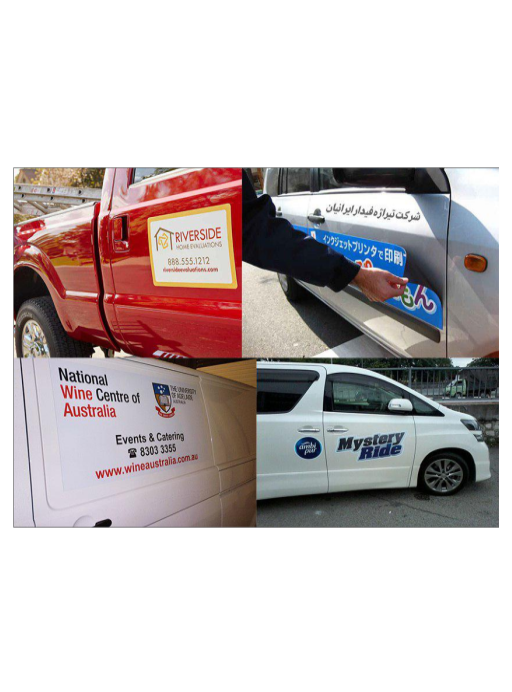 RIVERSIDE
HOME EVALUATIONS
888.555.1212
riversideevaluations.com
شرکت تیراژه فیدار ایرانیان
インクジェットプリンタで印刷
National
Wine Centre of
Australia
THE UNIVERSITY
OF ADELAIDE
AUSTRALIA
Events & Catering
☎ 8303 3355
www.wineaustralia.com.au
ambi
pur
Mystery
Ride